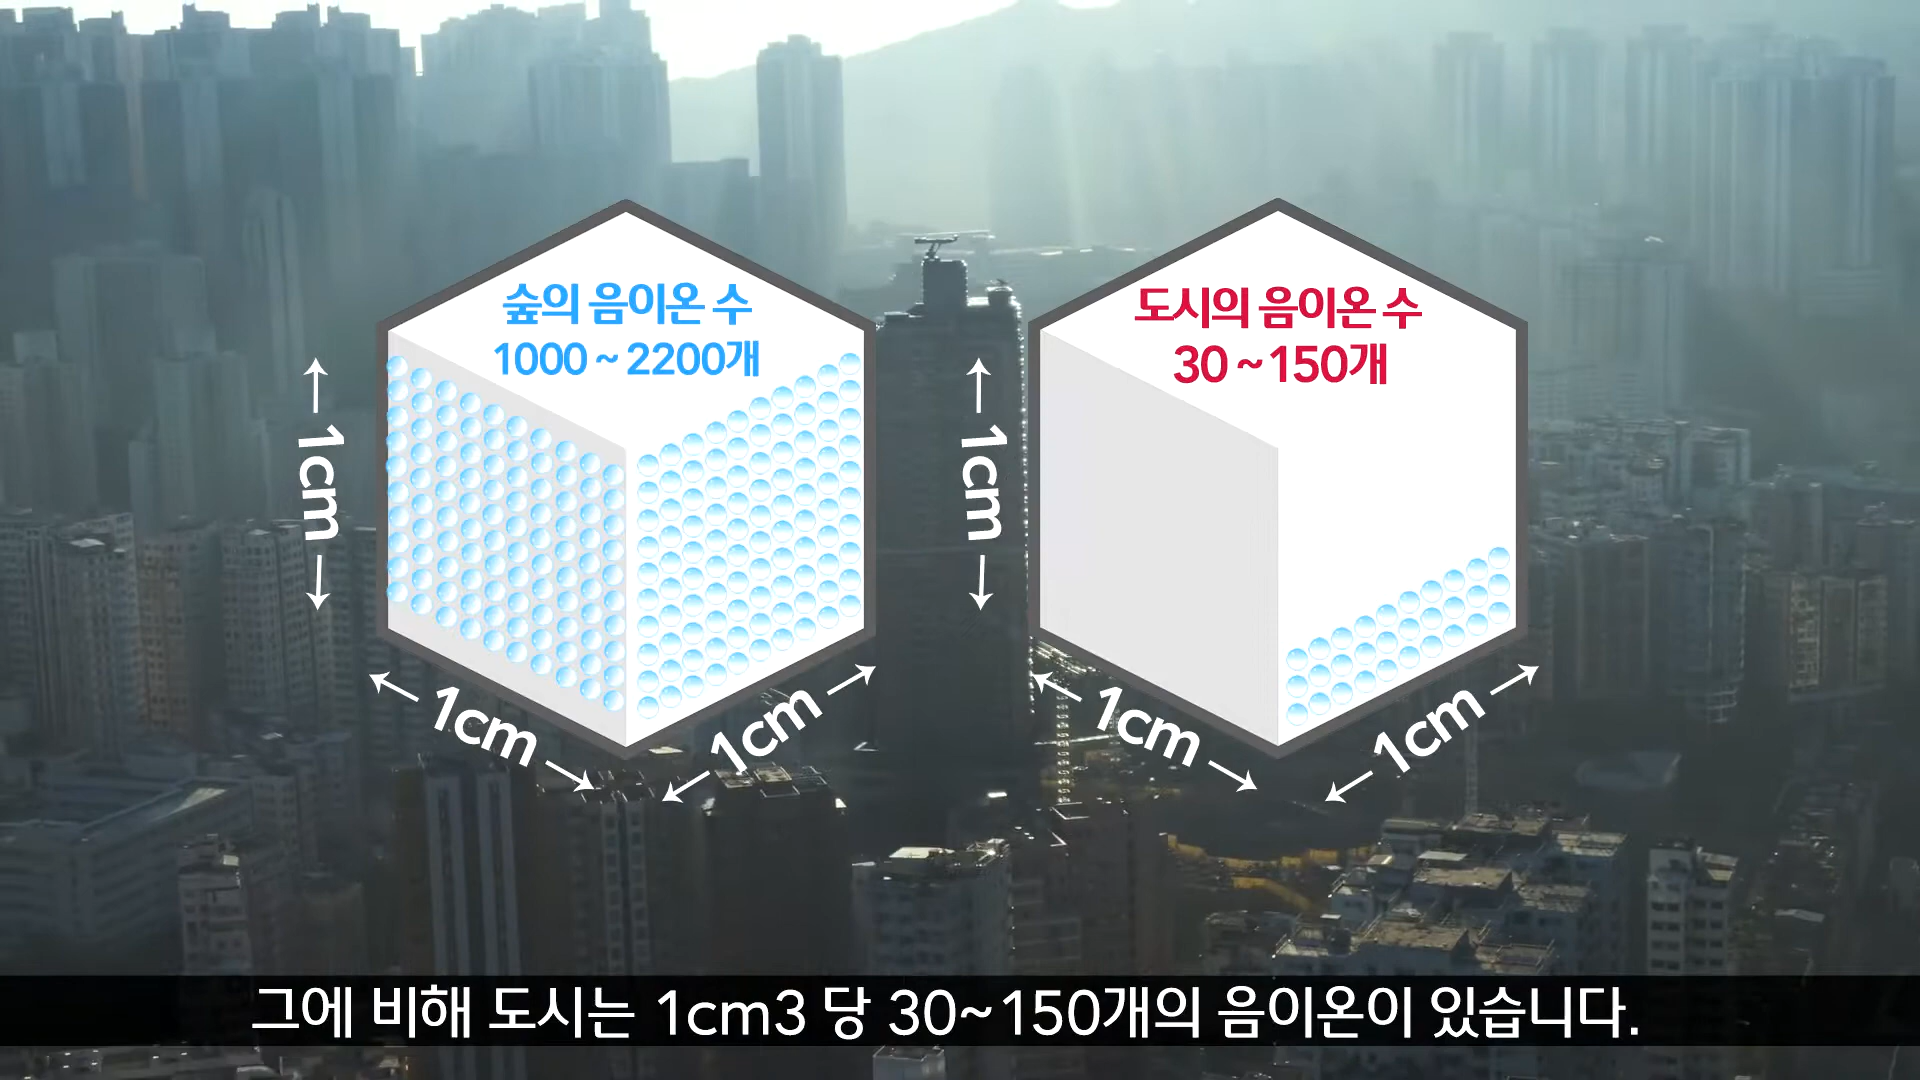 숲의 음이온 수
1000 ~ 2200개
1cm
1cm
1cm
도시의 음이온 수
30 ~ 150개
1cm
1cm
1cm
그에 비해 도시는 1cm3 당 30~150개의 음이온이 있습니다.